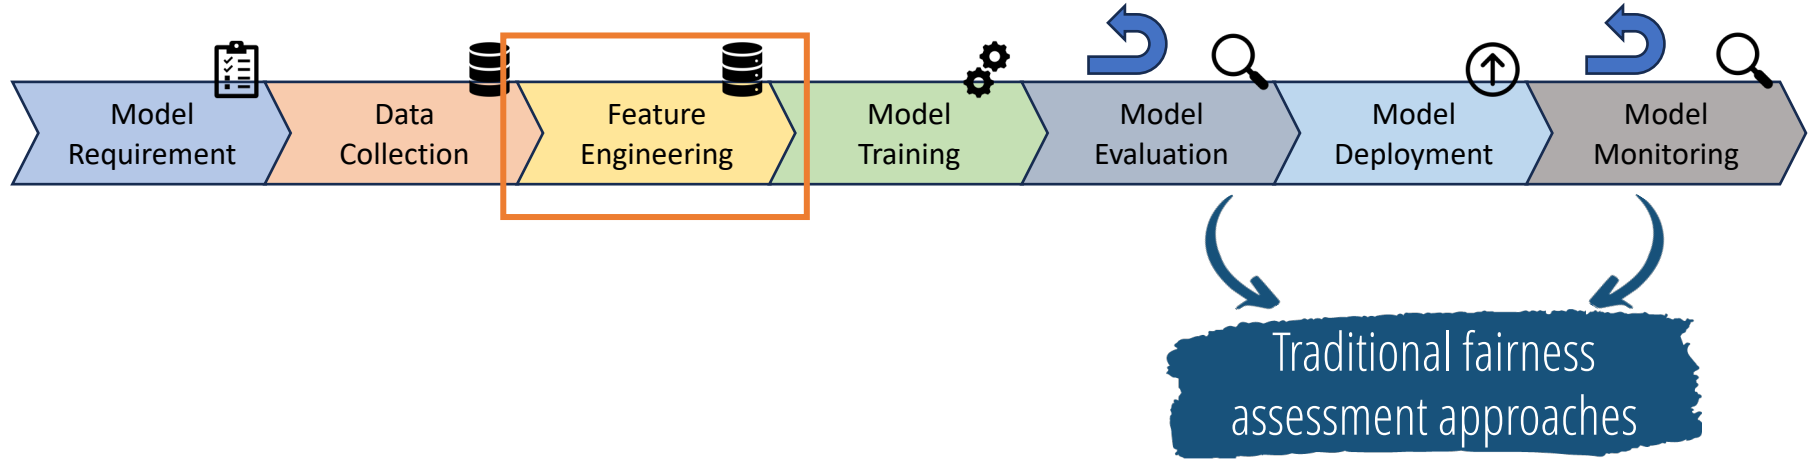 Model
Requirement
Data
Collection
Feature
Engineering
Model
Training
Model
Evaluation
Model
Deployment
Model
Monitoring
Traditional fairness
assessment approaches